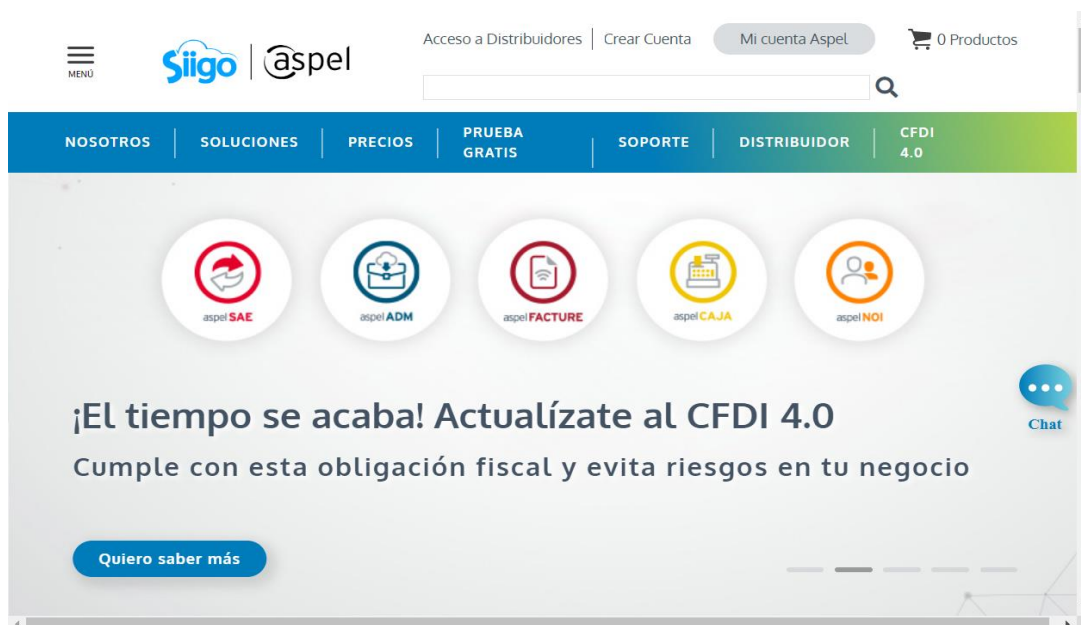 Acceso a Distribuidores | Crear Cuenta Mi cuenta Aspel 0 Productos
MENÚ Siigo | aspel
NOSOTROS SOLUCIONES PRECIOS PRUEBA GRATIS SOPORTE DISTRIBUIDOR CFDI 4.0
aspel SAE aspel ADM aspel FACTURE aspel CAJA aspel NOI
¡El tiempo se acaba! Actualízate al CFDI 4.0
Cumple con esta obligación fiscal y evita riesgos en tu negocio
Chat
Quiero saber más